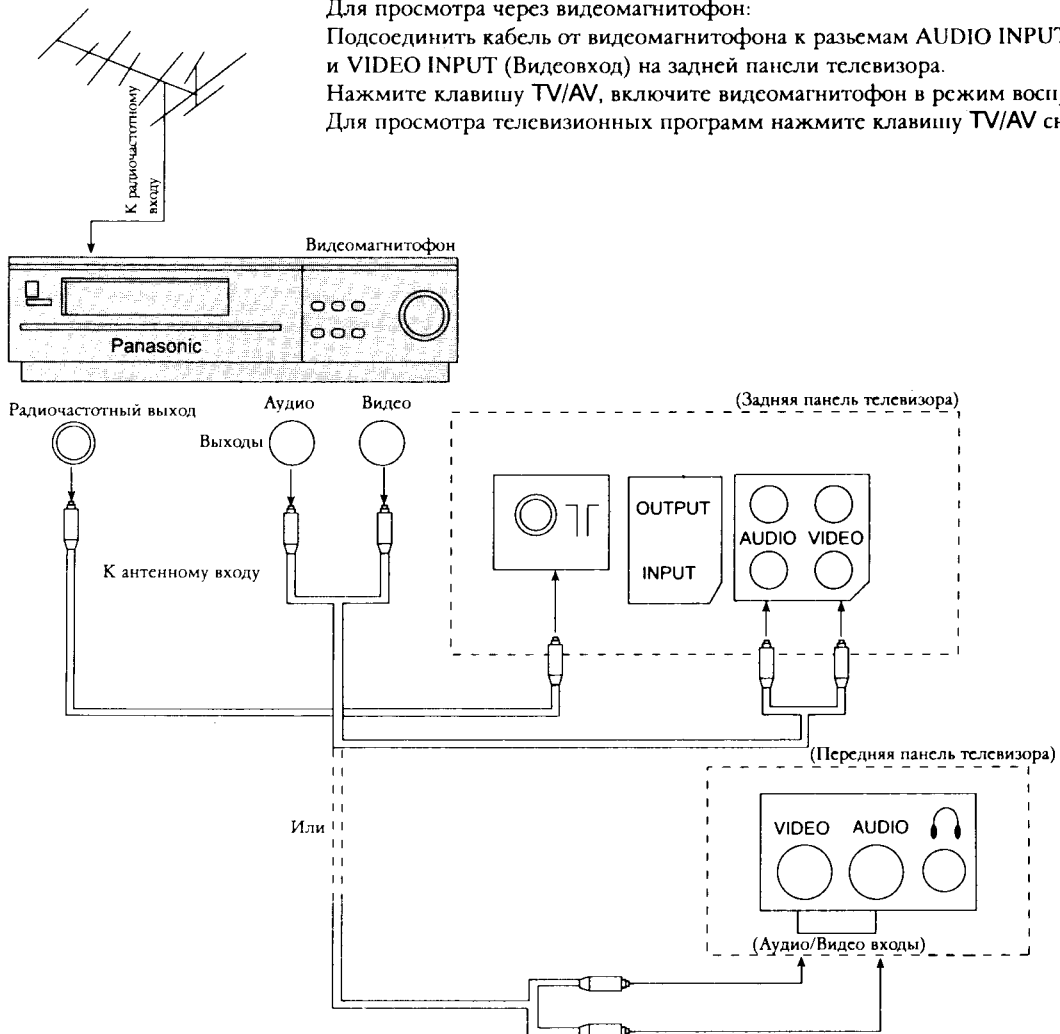 Для просмотра через видеомагнитофон:
Подсоединить кабель от видеомагнитофона к разьемам AUDIO INPUT
и VIDEO INPUT (Видеовход) на задней панели телевизора.
Нажмите клавишу TV/AV, включите видеомагнитофон в режим
Для просмотра телевизионных программ нажмите клавишу TV/AV
К радиочастотному
входу
Видеомагнитофон
Panasonic
Радиочастотный выход
Аудио
Видео
Выходы
(Задняя панель телевизора)
OUTPUT
INPUT
AUDIO VIDEO
К антенному входу
(Передняя панель телевизора)
Или
VIDEO AUDIO
(Аудио/Видео входы)